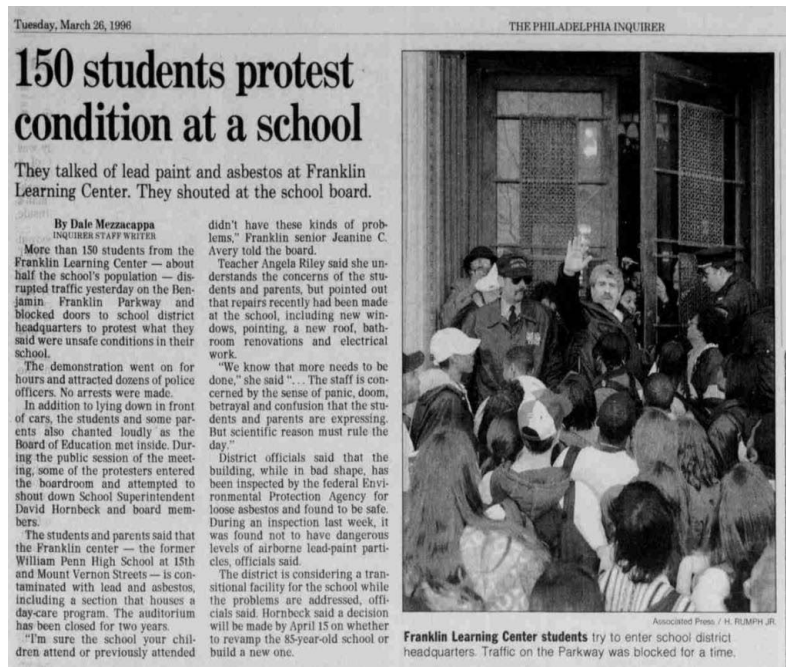 Tuesday, March 26, 1996
THE PHILADELPHIA INQUIRER
150 students protest
condition at a school
They talked of lead paint and asbestos at Franklin
Learning Center. They shouted at the school board.
By Dale Mezzacappa
INQUIRER STAFF WRITER
More than 150 students from the
Franklin Learning Center — about
half the school's population — dis-
rupted traffic yesterday on the Ben-
jamin Franklin Parkway and
blocked doors to school district
headquarters to protest what they
said were unsafe conditions in their
school.
The demonstration went on for
hours and attracted dozens of police
officers. No arrests were made.
In addition to lying down in front
of cars, the students and some par-
ents also chanted loudly as the
Board of Education met inside. Dur-
ing the public session of the meet-
ing, some of the protesters entered
the boardroom and attempted to
shout down School Superintendent
David Hornbeck and board mem-
bers.
The students and parents said that
the Franklin center — the former
William Penn High School at 15th
and Mount Vernon Streets — is con-
taminated with lead and asbestos,
including a section that houses a
day-care program. The auditorium
has been closed for two years.
"I'm sure the school your chil-
dren attend or previously attended
didn't have these kinds of prob-
lems," Franklin senior Jeanine C.
Avery told the board.
Teacher Angela Riley said she un-
derstands the concerns of the stu-
dents and parents, but pointed out
that repairs recently had been made
at the school, including new win-
dows, pointing, a new roof, bath-
room renovations and electrical
work.
"We know that more needs to be
done," she said "... The staff is con-
cerned by the sense of panic, doom,
betrayal and confusion that the stu-
dents and parents are expressing.
But scientific reason must rule the
day."
District officials said that the
building, while in bad shape, has
been inspected by the federal Envi-
ronmental Protection Agency for
loose asbestos and found to be safe.
During an inspection last week, it
was found not to have dangerous
levels of airborne lead-paint parti-
cles, officials said.
The district is considering a tran-
sitional facility for the school while
the problems are addressed, offi-
cials said. Hornbeck said a decision
will be made by April 15 on whether
to revamp the 85-year-old school or
build a new one.
Associated Press / H. RUMPH JR.
Franklin Learning Center students try to enter school district
headquarters. Traffic on the Parkway was blocked for a time.